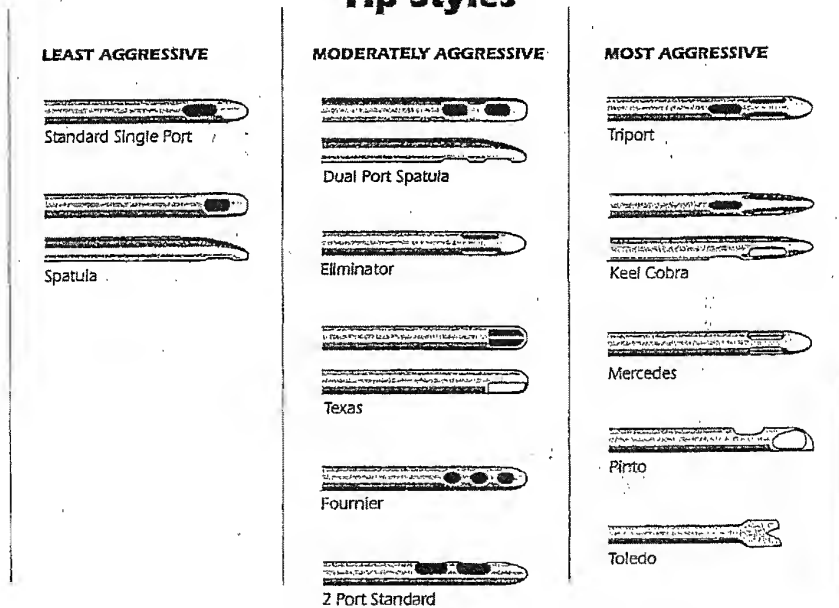 Tip Styles
LEAST AGGRESSIVE
Standard Single Port
Spatula
MODERATELY AGGRESSIVE
Dual Port Spatula
Eliminator
Texas
Fournier
2 Port Standard
MOST AGGRESSIVE
Triport
Keel Cobra
Mercedes
Pinto
Toledo